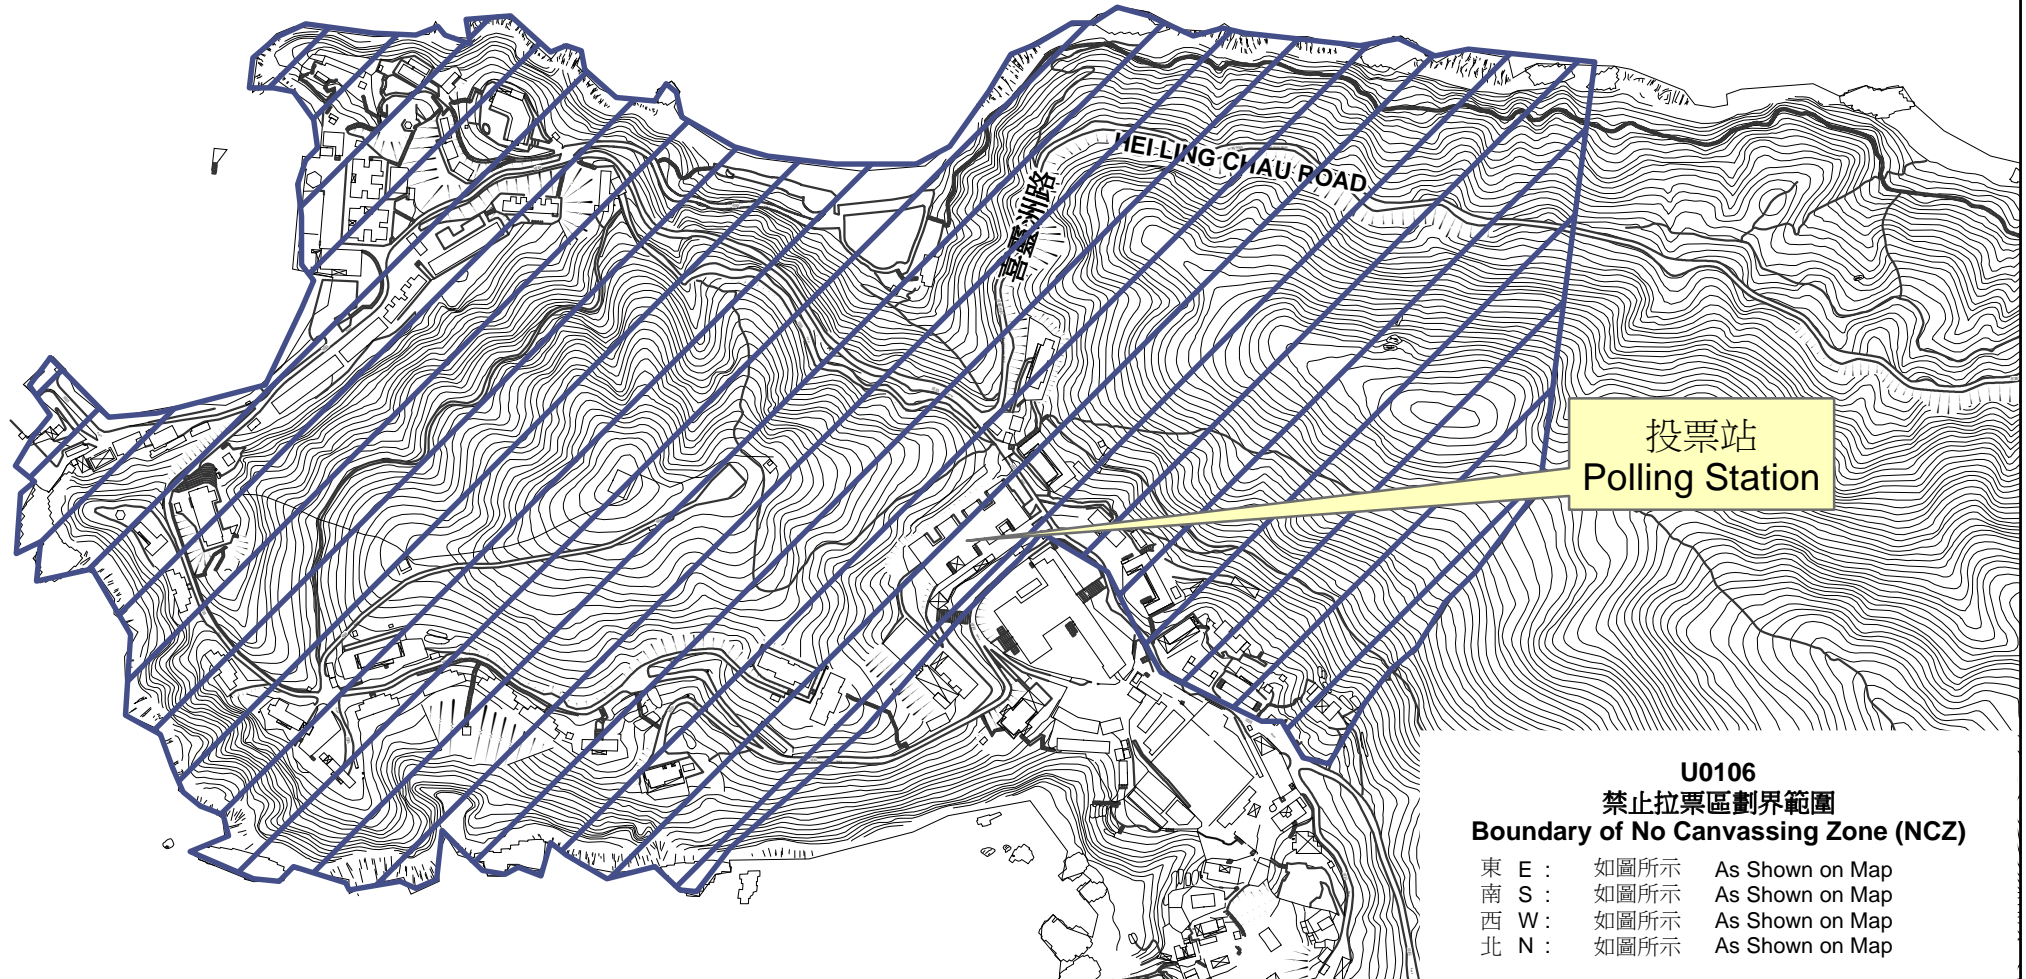 HEI LING CHAU ROAD
喜靈洲路
投票站
Polling Station
U0106
禁止拉票區劃界範圍
Boundary of No Canvassing Zone (NCZ)
東 E : 如圖所示 As Shown on Map
南 S : 如圖所示 As Shown on Map
西 W : 如圖所示 As Shown on Map
北 N : 如圖所示 As Shown on Map